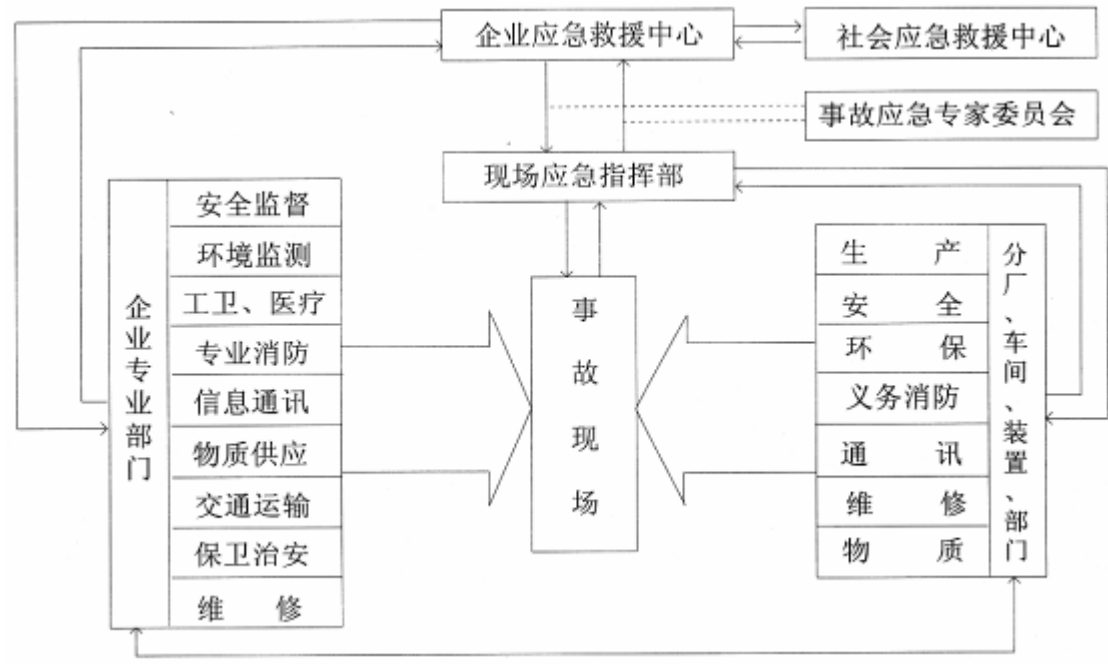 企业应急救援中心
社会应急救援中心
事故应急专家委员会
现场应急指挥部
企业专业部门
安全监督
环境监测
工卫、医疗
专业消防
信息通讯
物质供应
交通运输
保卫治安
维 修
事故现场
生 产
安 全
环 保
义务消防
通 讯
维 修
物 质
分厂、车间、装置、部门